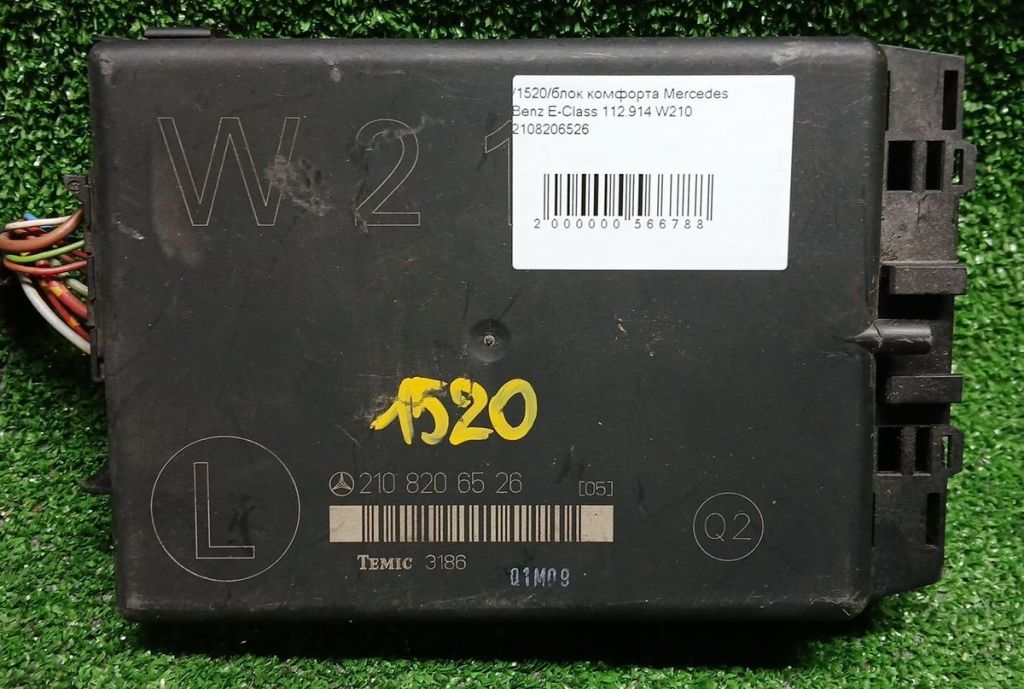 W 2 1
/1520/блок комфорта Mercedes
Benz E-Class 112.914 W210
2108206526
2 000000 566788
1520
L
210 820 65 26 [05]
Q2
TEMIC 3186
01M09